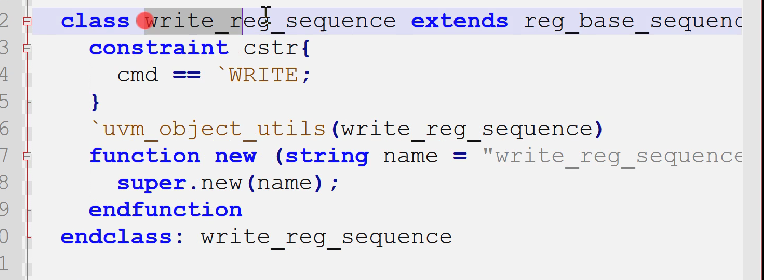 2 class write_reg_sequence extends reg_base_sequenc
3 constraint cstr{
4 cmd == `WRITE;
5 }
6 `uvm_object_utils(write_reg_sequence)
7 function new (string name = "write_reg_sequence
8 super.new(name);
9 endfunction
0 endclass: write_reg_sequence
1